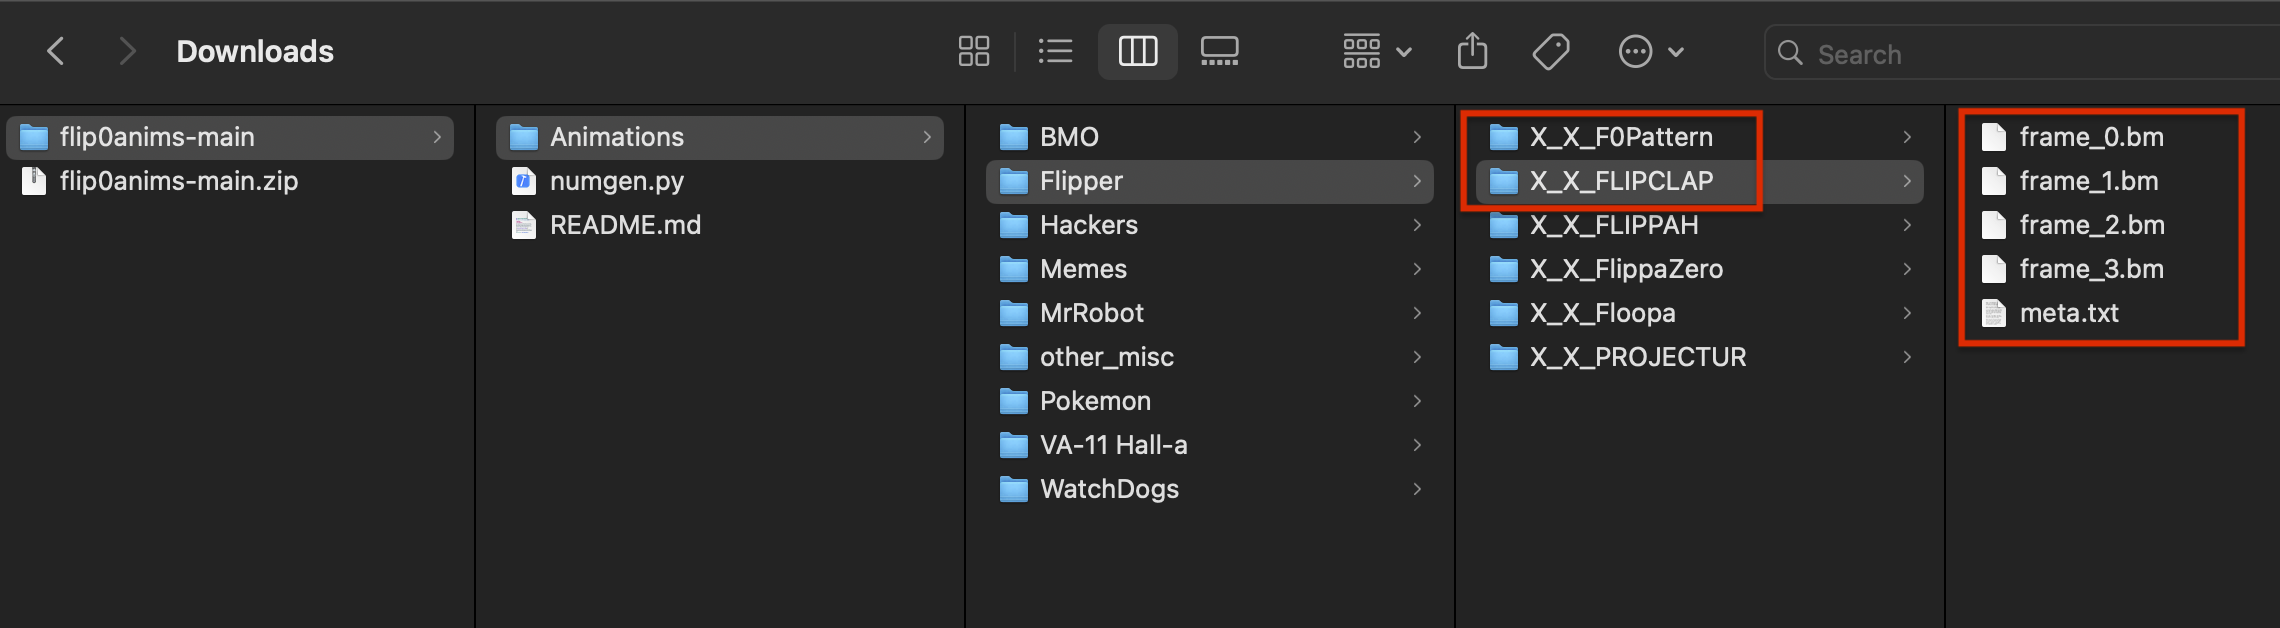 Downloads
Search
flip0anims-main
flip0anims-main.zip
Animations
numgen.py
README.md
BMO
Flipper
Hackers
Memes
MrRobot
other_misc
Pokemon
VA-11 Hall-a
WatchDogs
X_X_F0Pattern
X_X_FLIPCLAP
X_X_FLIPPAH
X_X_FlippaZero
X_X_Floopa
X_X_PROJECTUR
frame_0.bm
frame_1.bm
frame_2.bm
frame_3.bm
meta.txt